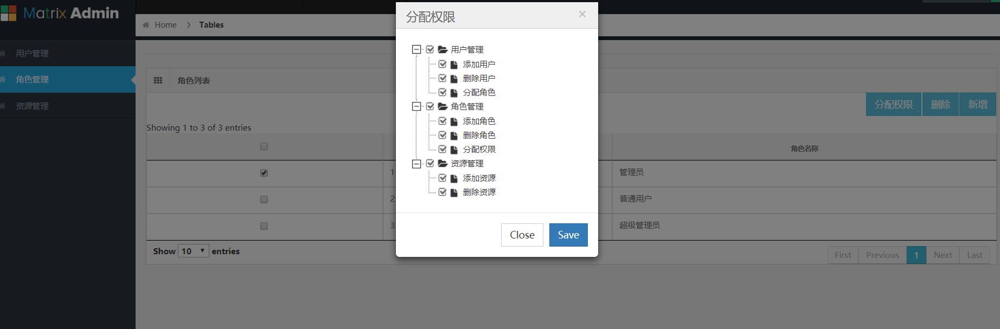 Matrix Admin
用户管理
角色管理
资源管理
Home
Tables
角色列表
分配权限 删除 新增
Showing 1 to 3 of 3 entries
角色名称
1 管理员
2 普通用户
3 超级管理员
Show 10 entries
First Previous 1 Next Last
分配权限 ×
用户管理
添加用户
删除用户
分配角色
角色管理
添加角色
删除角色
分配权限
资源管理
添加资源
删除资源
Close Save